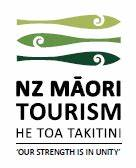 NZ MĀORI
TOURISM
HE TOA TAKITINI
'OUR STRENGTH IS IN UNITY'